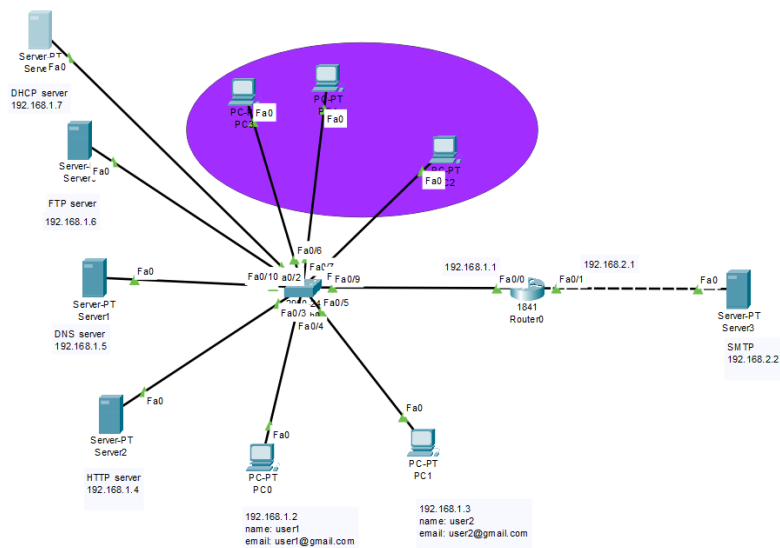 Server-PT
Fa0
DHCP server
192.168.1.7
Fa0
FTP server
192.168.1.6
Fa0
Server-PT
Server1
DNS server
192.168.1.5
Fa0
Server-PT
Server2
HTTP server
192.168.1.4
Fa0
PC3
Fa0
Fa0
Fa0/6
Fa0/10
Fa0/9
Fa0/5
Fa0/3
Fa0/4
192.168.1.1
Fa0/0
1841
Router0
192.168.2.1
Fa0/1
Fa0
Server-PT
Server3
SMTP
192.168.2.2
Fa0
PC-PT
PC0
192.168.1.2
name: user1
email: user1@gmail.com
Fa0
PC-PT
PC1
192.168.1.3
name: user2
email: user2@gmail.com